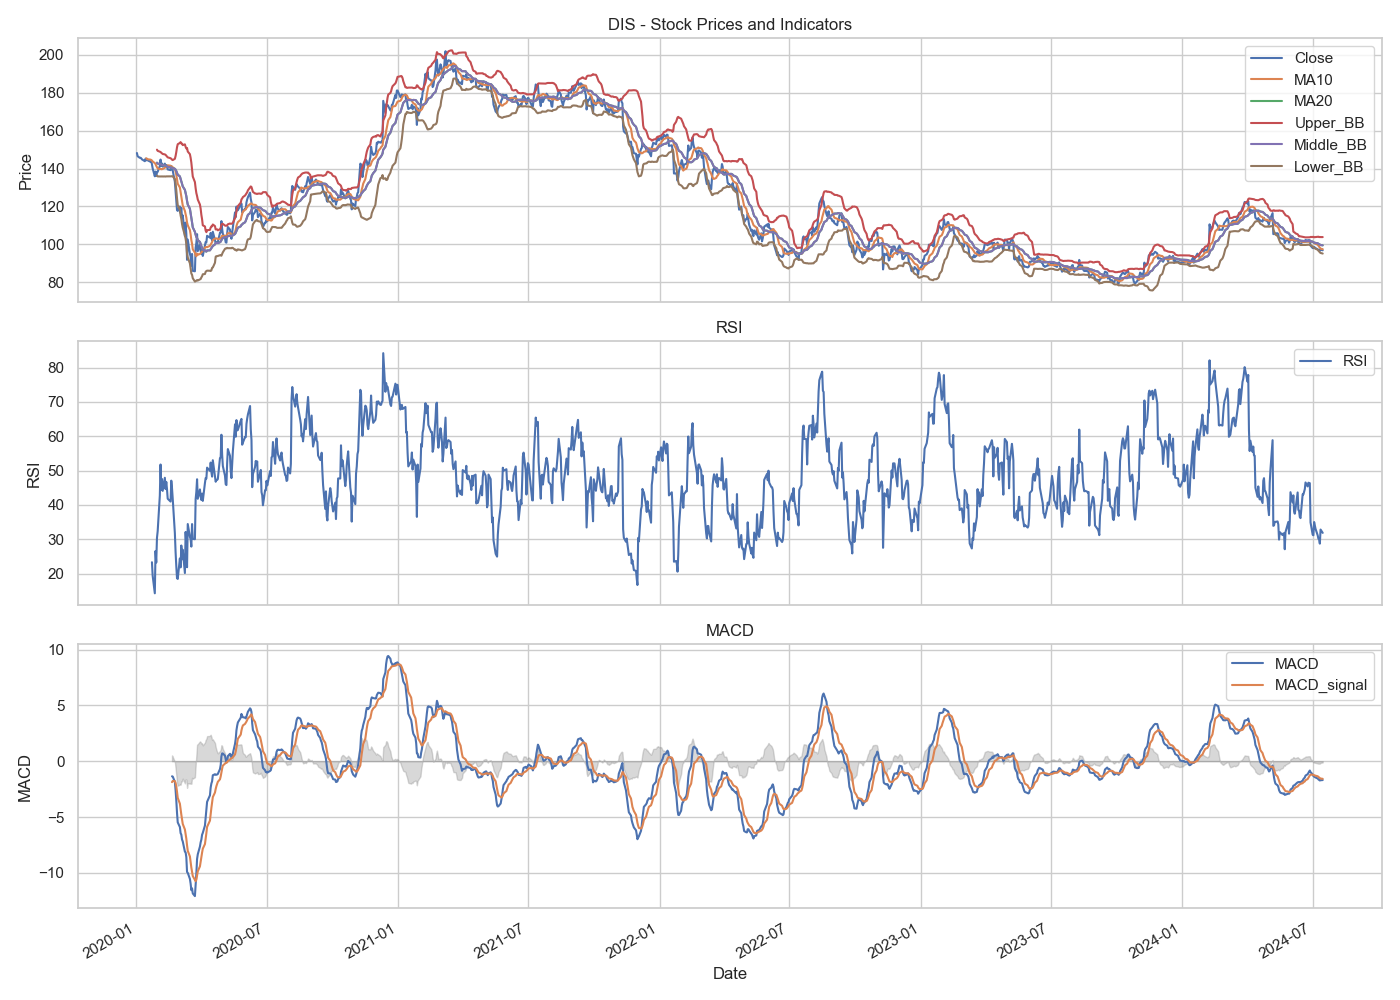 DIS - Stock Prices and Indicators
200
180
160
140
120
100
80
Price
Close
MA10
MA20
Upper_BB
Middle_BB
Lower_BB
RSI
80
70
60
50
40
30
20
RSI
RSI
MACD
10
5
0
−5
−10
MACD
MACD
MACD_signal
2020-01
2020-07
2021-01
2021-07
2022-01
2022-07
2023-01
2023-07
2024-01
2024-07
Date